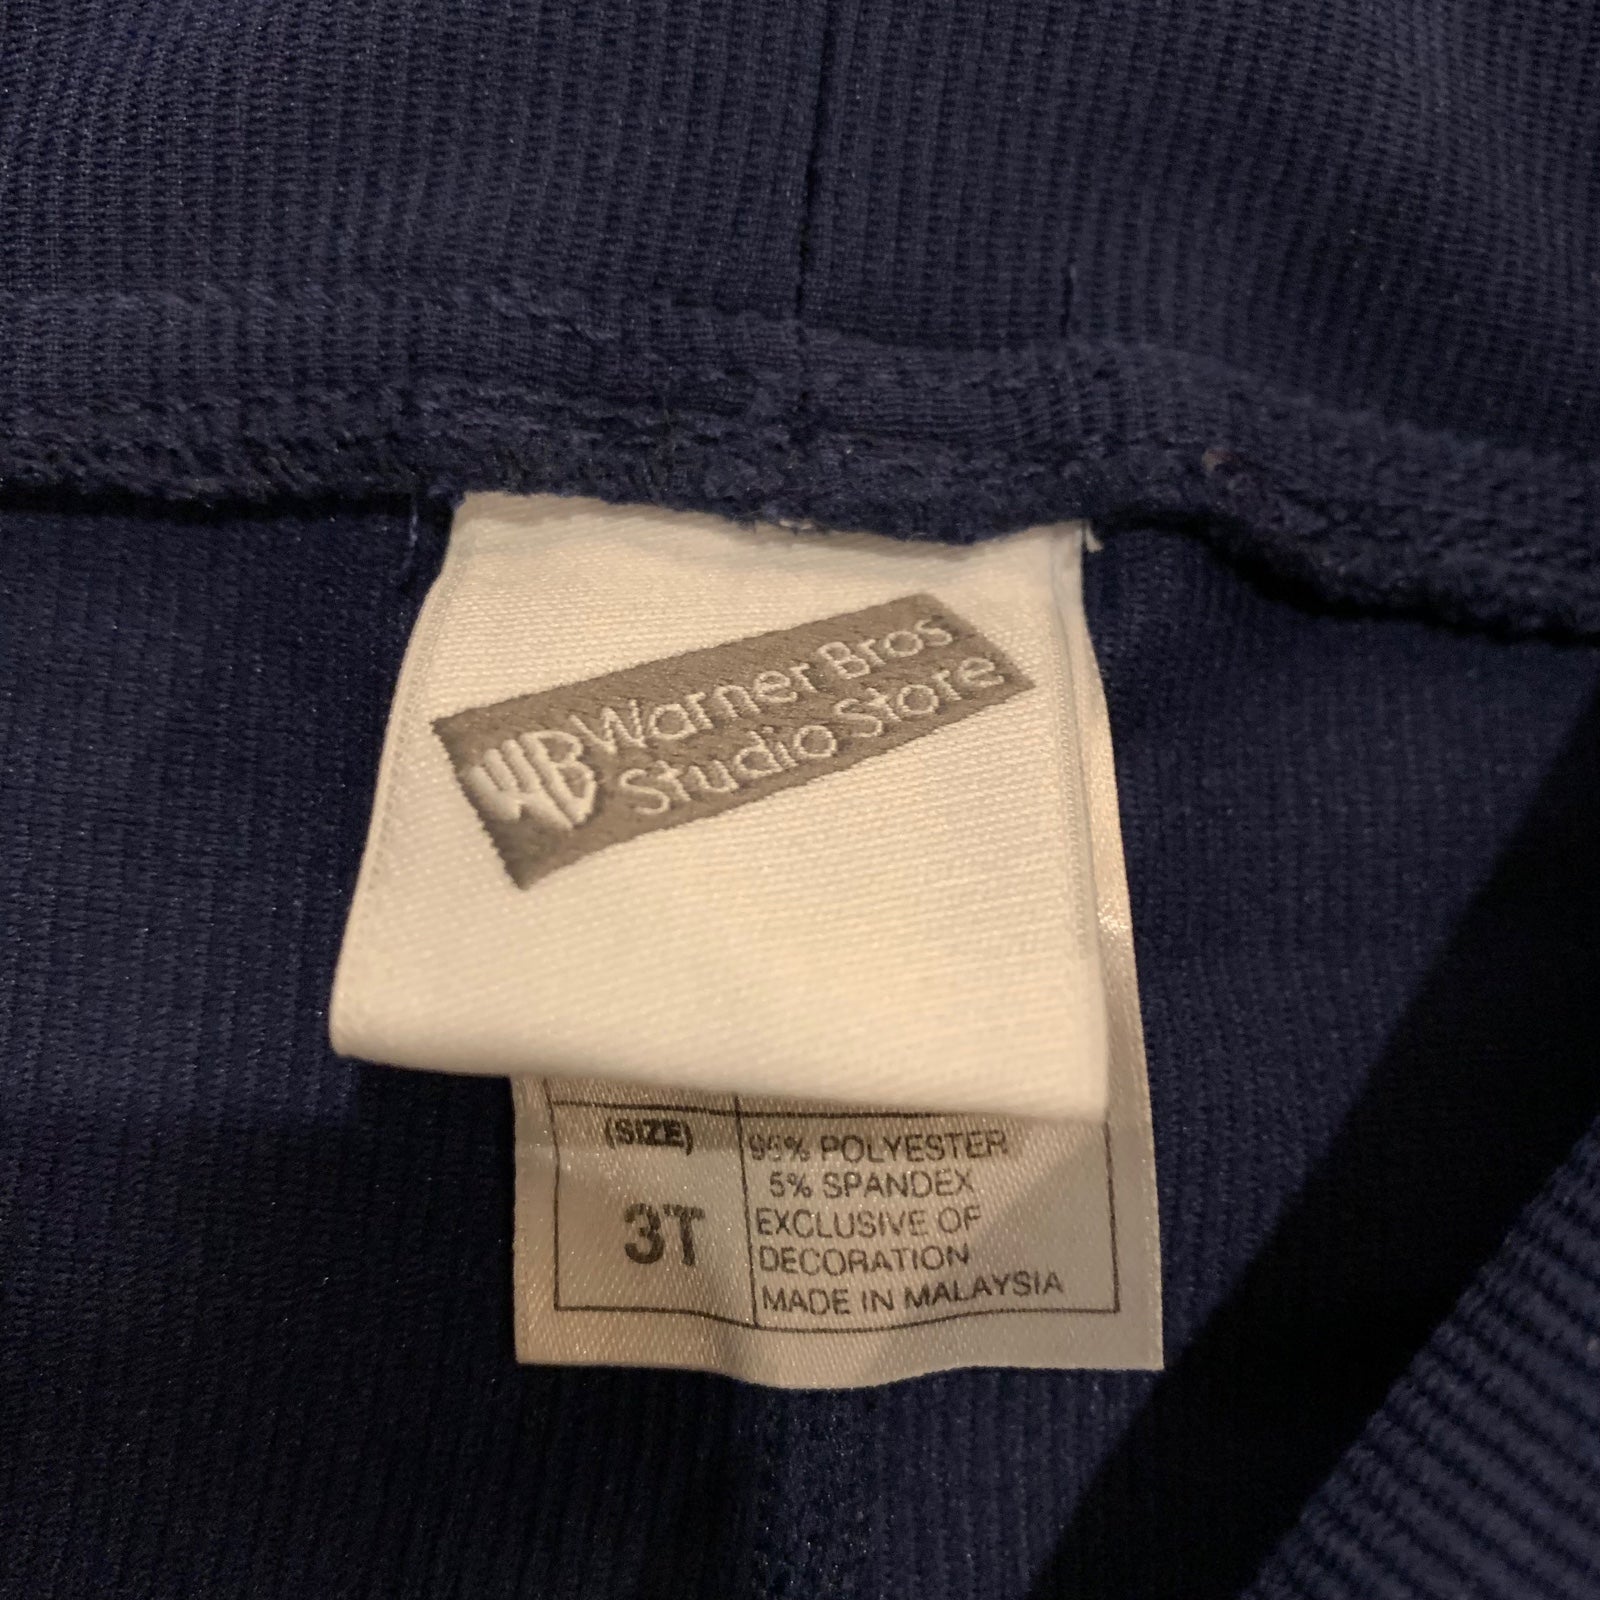 WB Warner Bros
Studio Store
(SIZE)
3T
95% POLYESTER
5% SPANDEX
EXCLUSIVE OF
DECORATION
MADE IN MALAYSIA